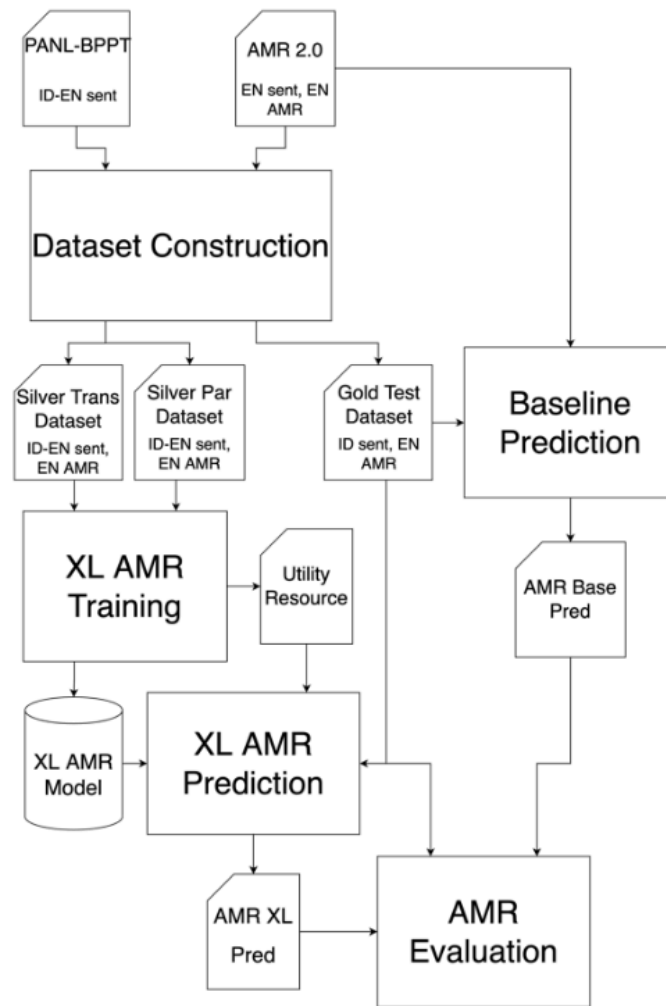 PANL-BPPT
ID-EN sent
AMR 2.0
EN sent, EN
AMR
Dataset Construction
Silver Trans
Dataset
ID-EN sent,
EN AMR
Silver Par
Dataset
ID-EN sent,
EN AMR
Gold Test
Dataset
ID sent, EN
AMR
Baseline
Prediction
XL AMR
Training
Utility
Resource
AMR Base
Pred
XL AMR
Model
XL AMR
Prediction
AMR XL
Pred
AMR
Evaluation